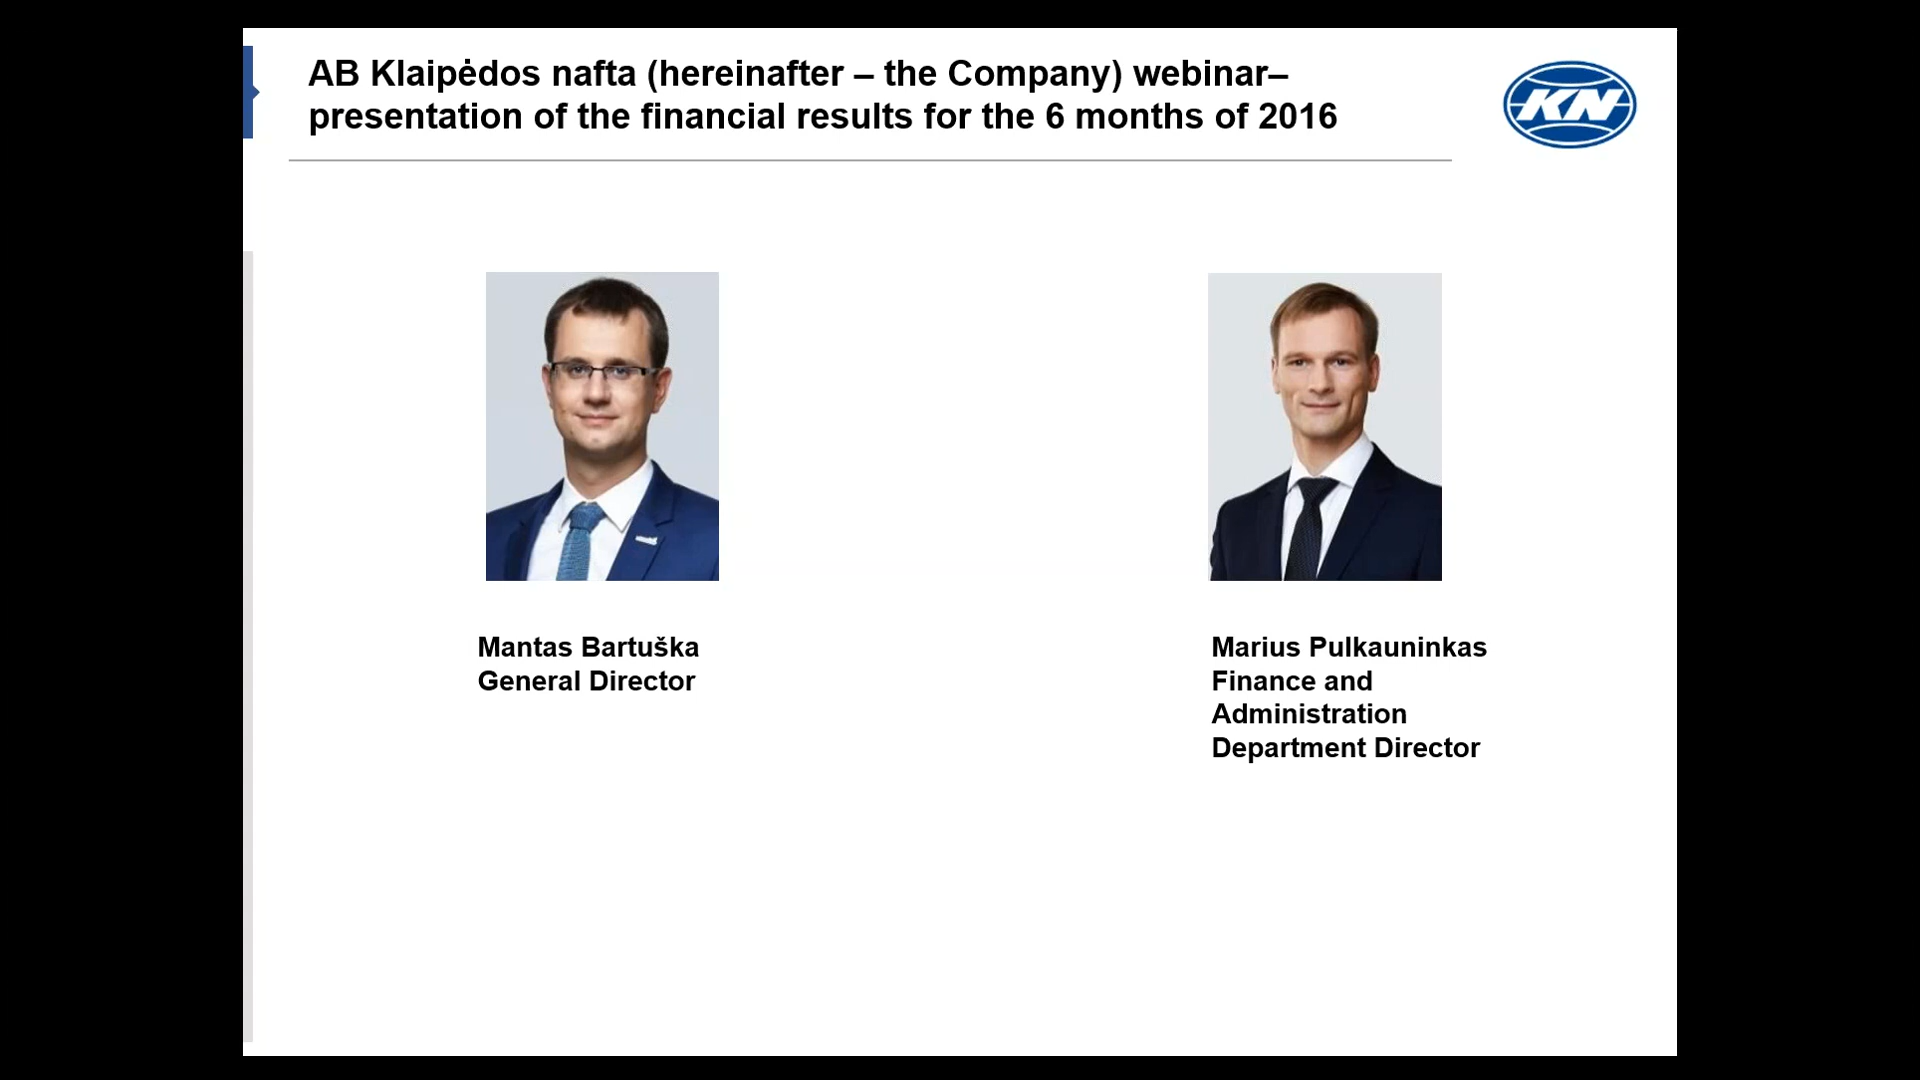 AB Klaipėdos nafta (hereinafter – the Company) webinar–
presentation of the financial results for the 6 months of 2016
KN
Mantas Bartuška
General Director
Marius Pulkauninkas
Finance and
Administration
Department Director